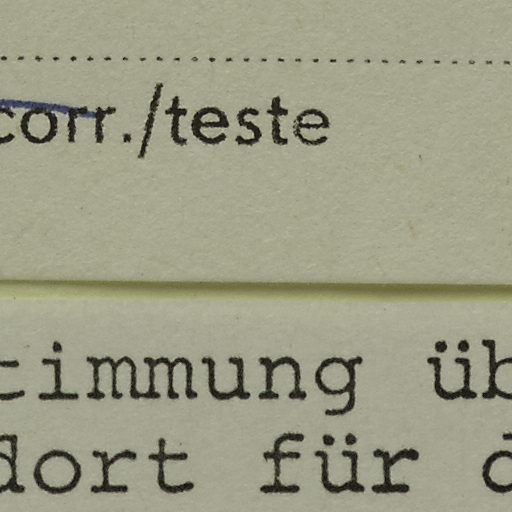 corr./teste
timmung üb
dort für d